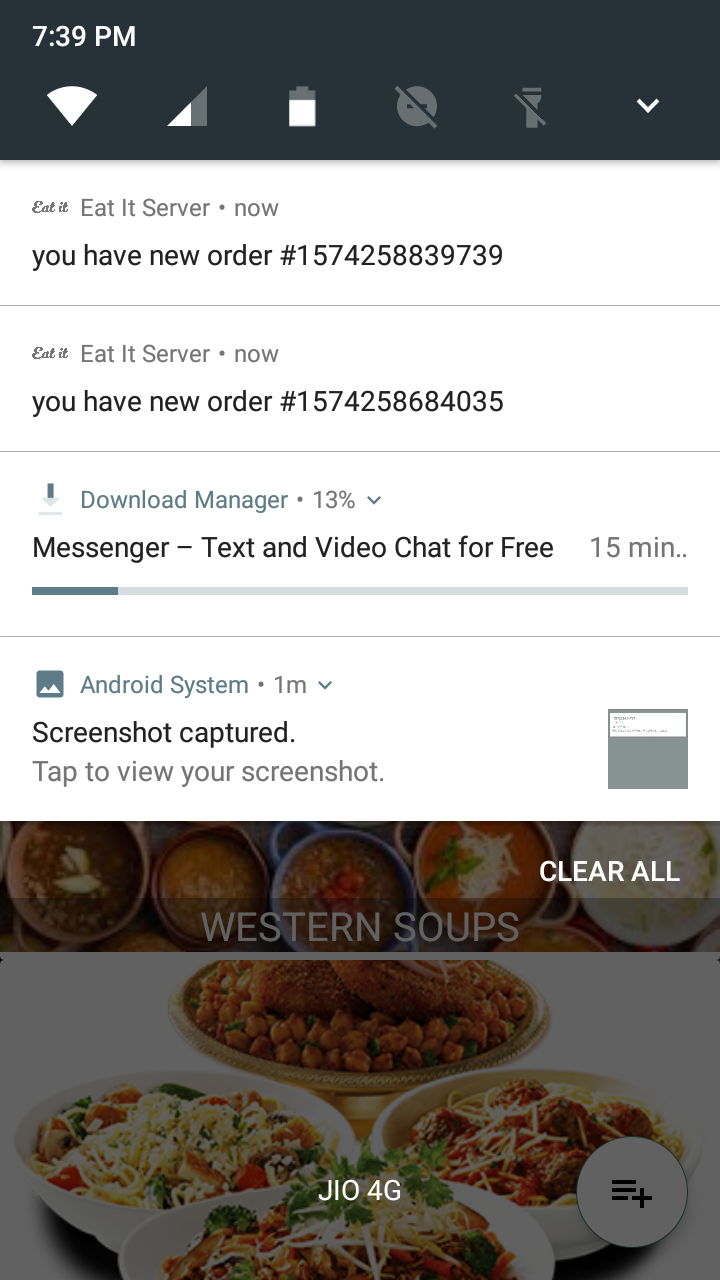 7:39 PM
Eat it Eat It Server • now
you have new order #1574258839739
Eat it Eat It Server • now
you have new order #1574258684035
Download Manager • 13%
Messenger – Text and Video Chat for Free 15 min..
Android System • 1m
Screenshot captured.
Tap to view your screenshot.
CLEAR ALL
WESTERN SOUPS
JIO 4G